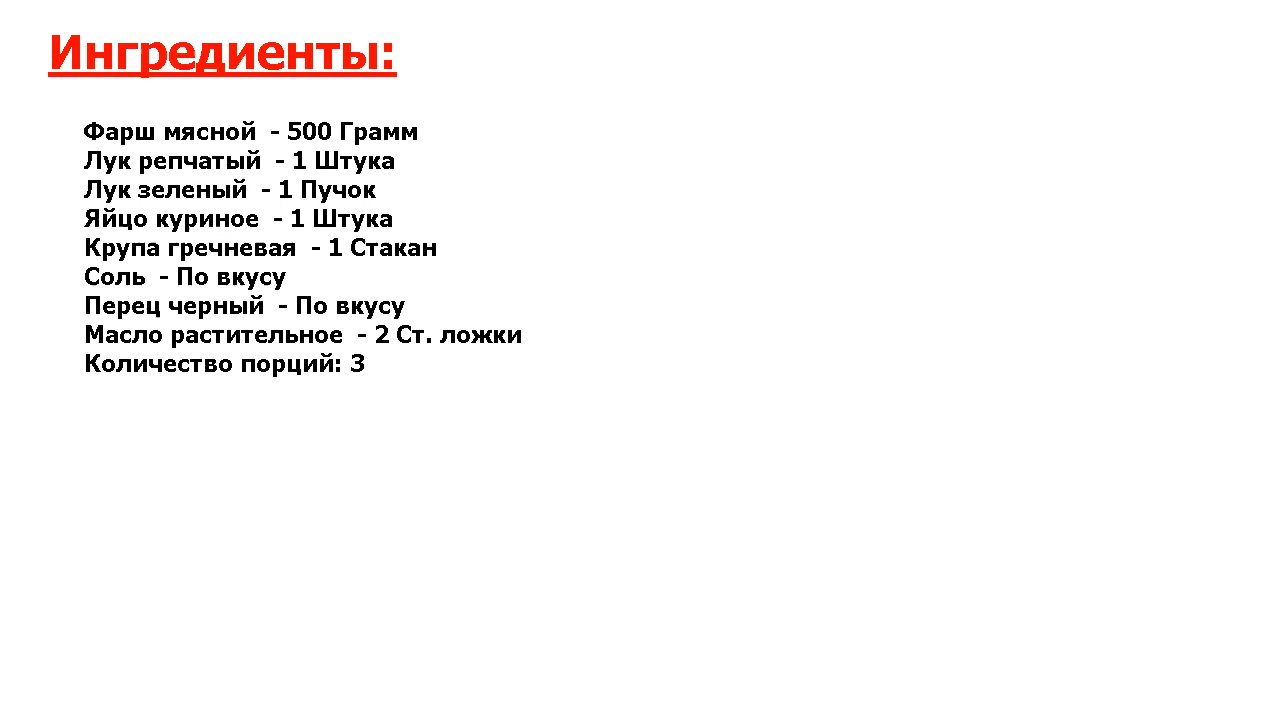 Ингредиенты:
Фарш мясной  - 500 Грамм
Лук репчатый  - 1 Штука
Лук зеленый  - 1 Пучок
Яйцо куриное  - 1 Штука
Крупа гречневая  - 1 Стакан
Соль  - По вкусу
Перец черный  - По вкусу
Масло растительное  - 2 Ст. ложки
Количество порций: 3